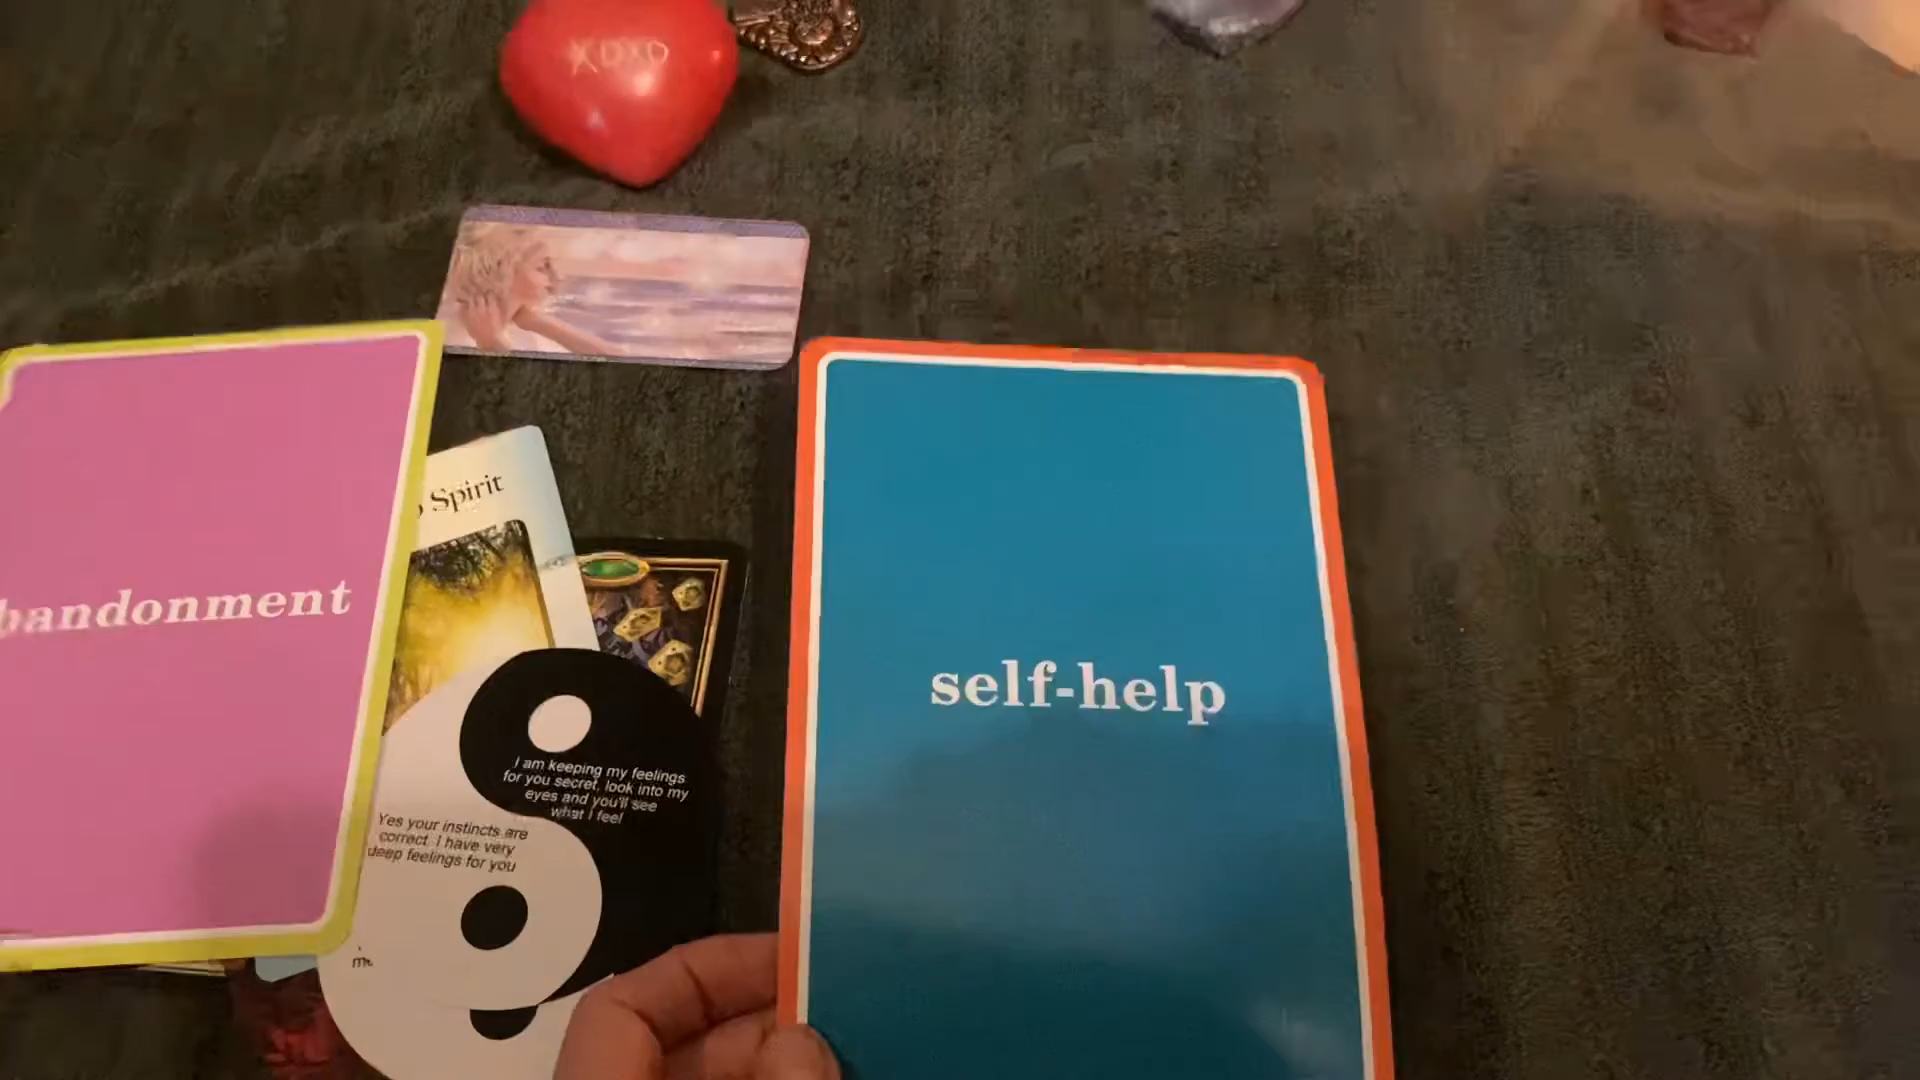 XOXO
Spirit
bandonment
self-help
I am keeping my feelings
for you secret, look into my
eyes and you'll see
what I feel
Yes your instincts are
correct. I have very
deep feelings for you